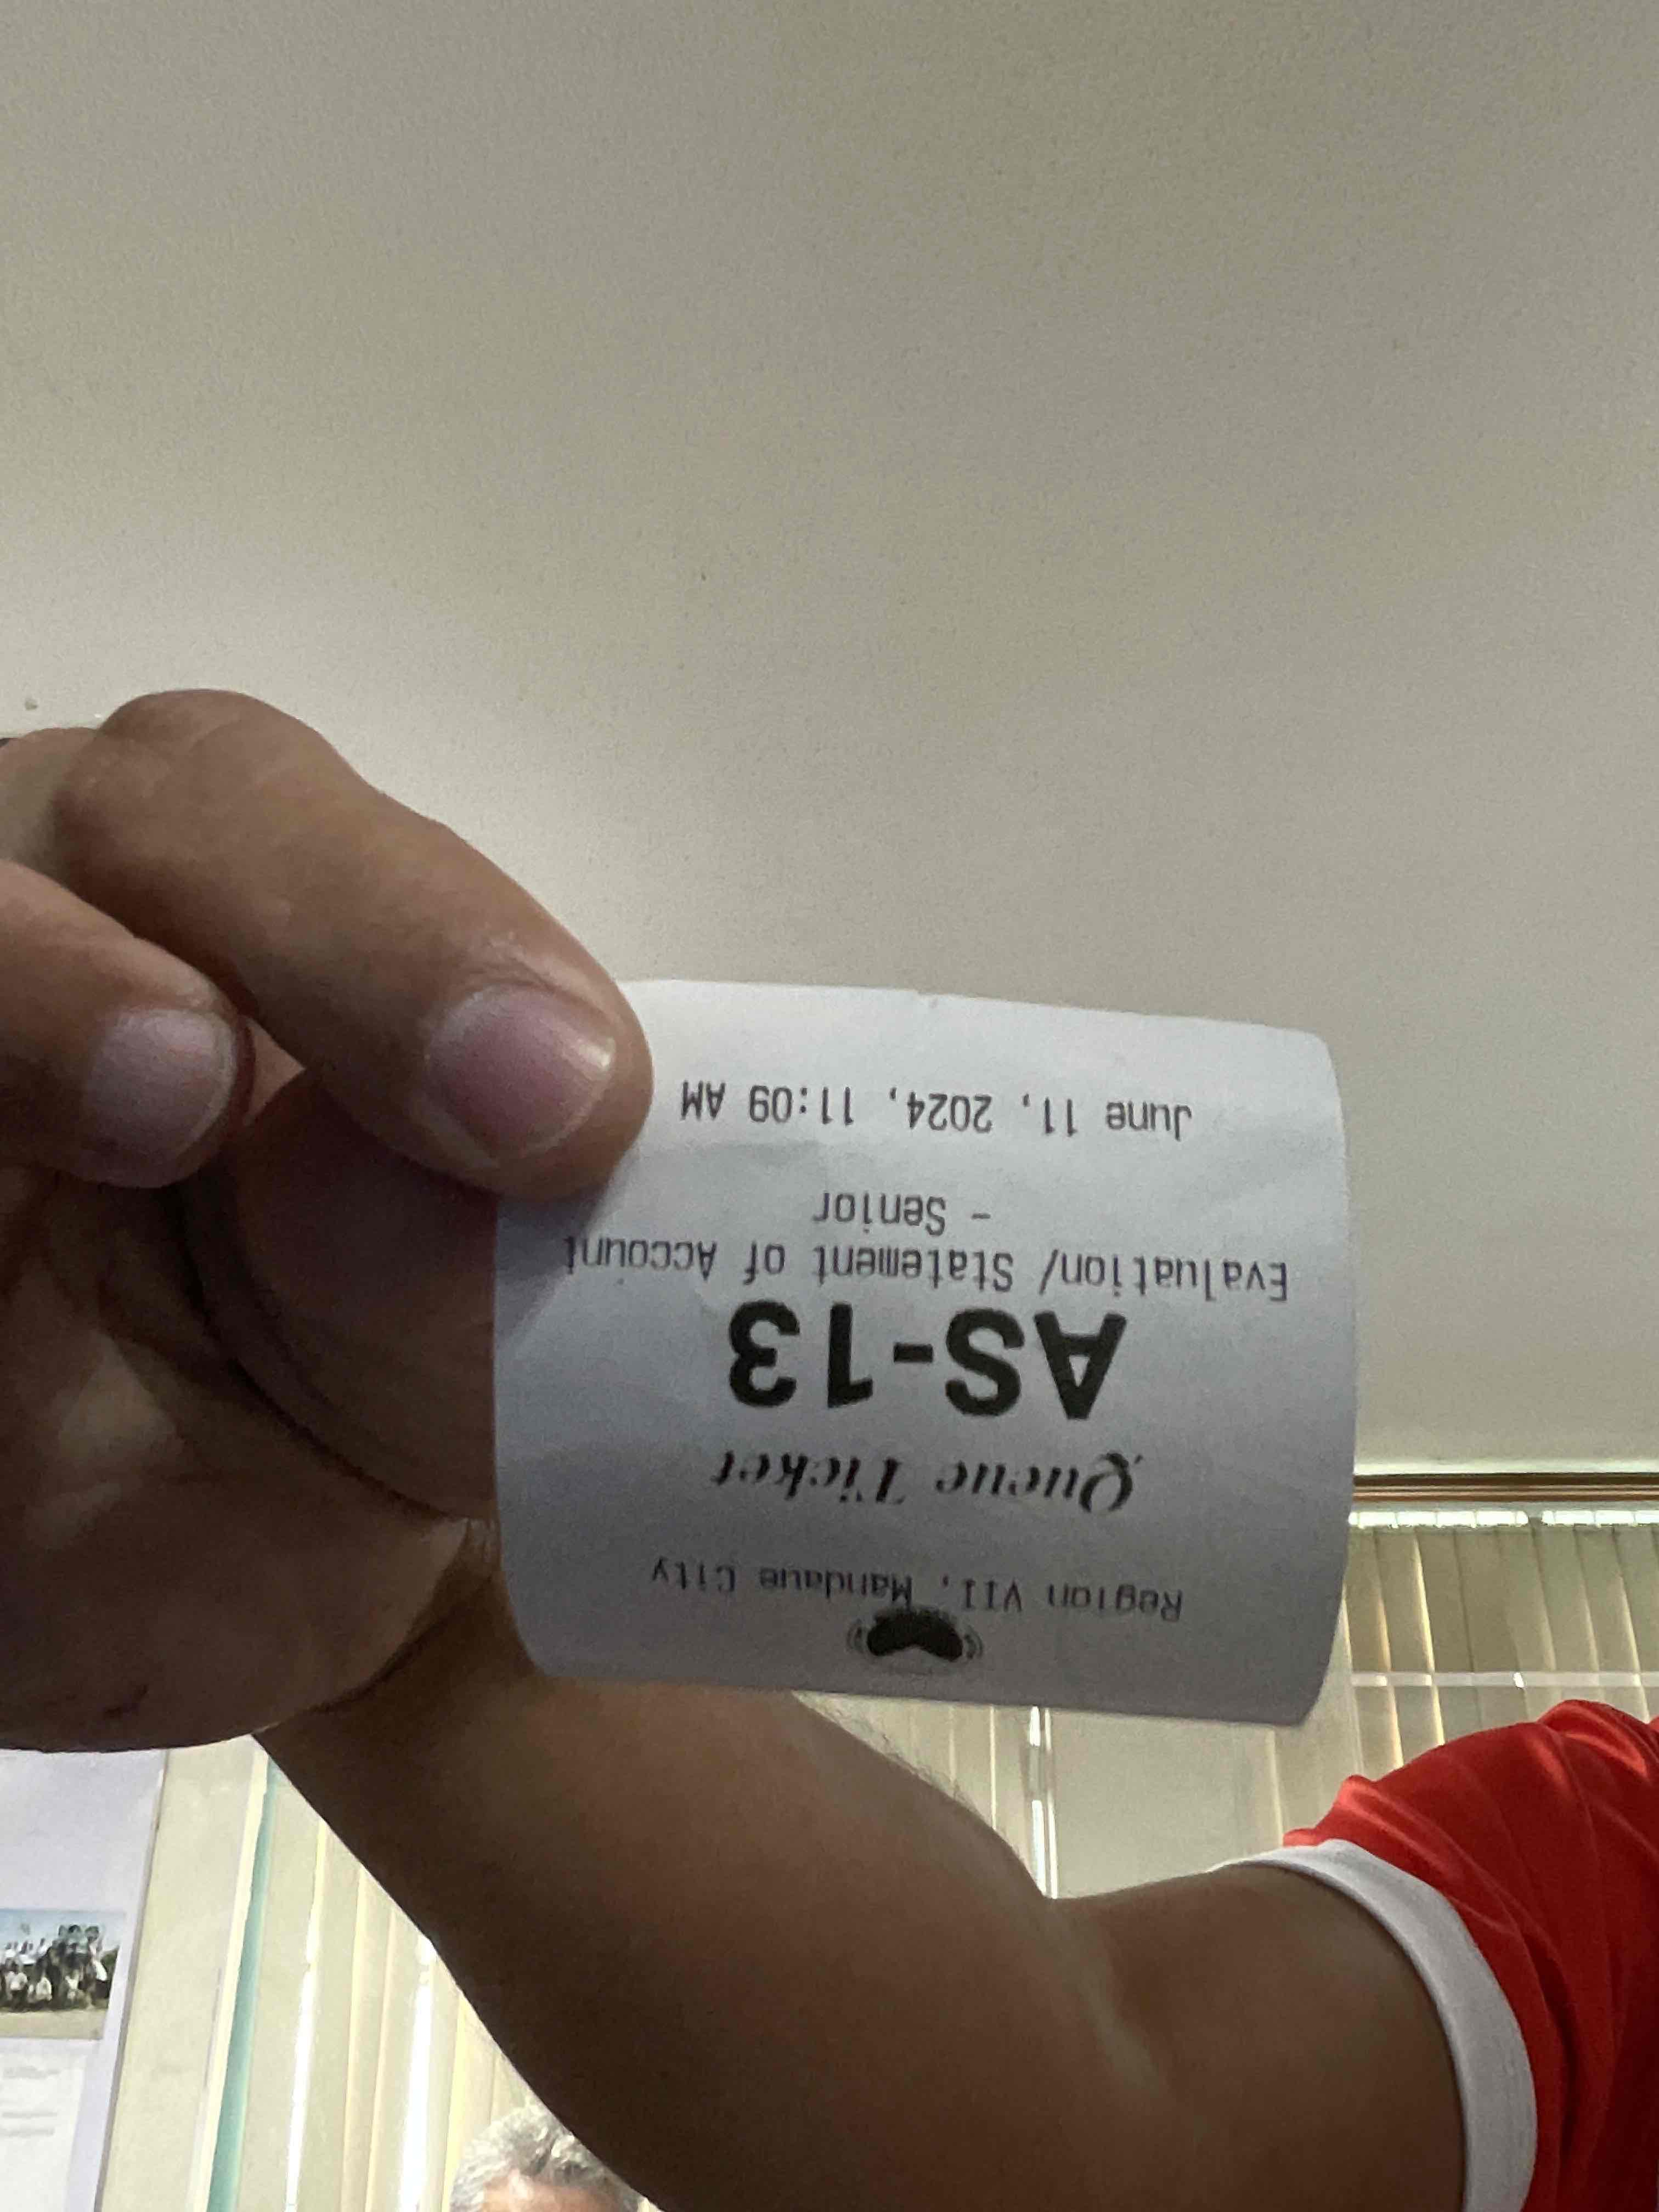 Region VII, Mandaue City
Queue Ticket
AS-13
Evaluation/ Statement of Account
- Senior
June 11, 2024, 11:09 AM